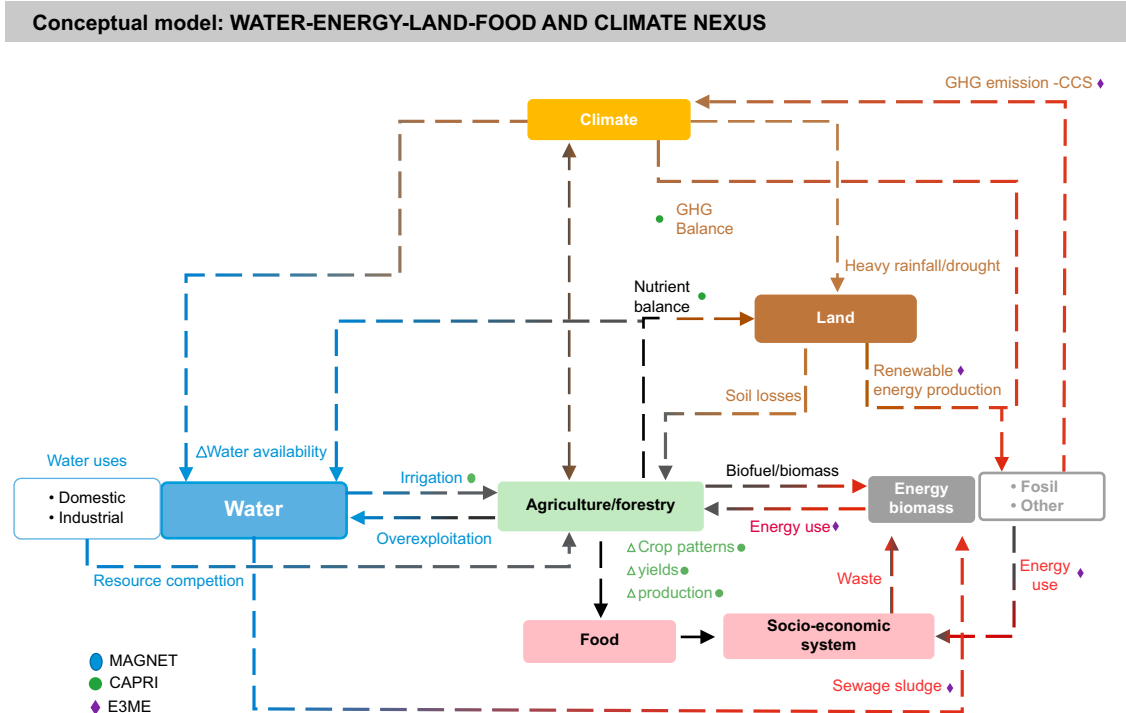 Conceptual model: WATER-ENERGY-LAND-FOOD AND CLIMATE NEXUS
GHG emission -CCS
Climate
GHG
Balance
Heavy rainfall/drought
Nutrient
balance
Land
Renewable
energy production
Soil losses
Water uses
ΔWater availability
• Domestic
• Industrial
Water
Irrigation
Overexploitation
Resource compettion
Agriculture/forestry
Biofuel/biomass
Energy use
Energy
biomass
• Fosil
• Other
Δ Crop patterns
Δ yields
Δ production
Waste
Energy
use
Food
Socio-economic
system
Sewage sludge
MAGNET
CAPRI
E3ME